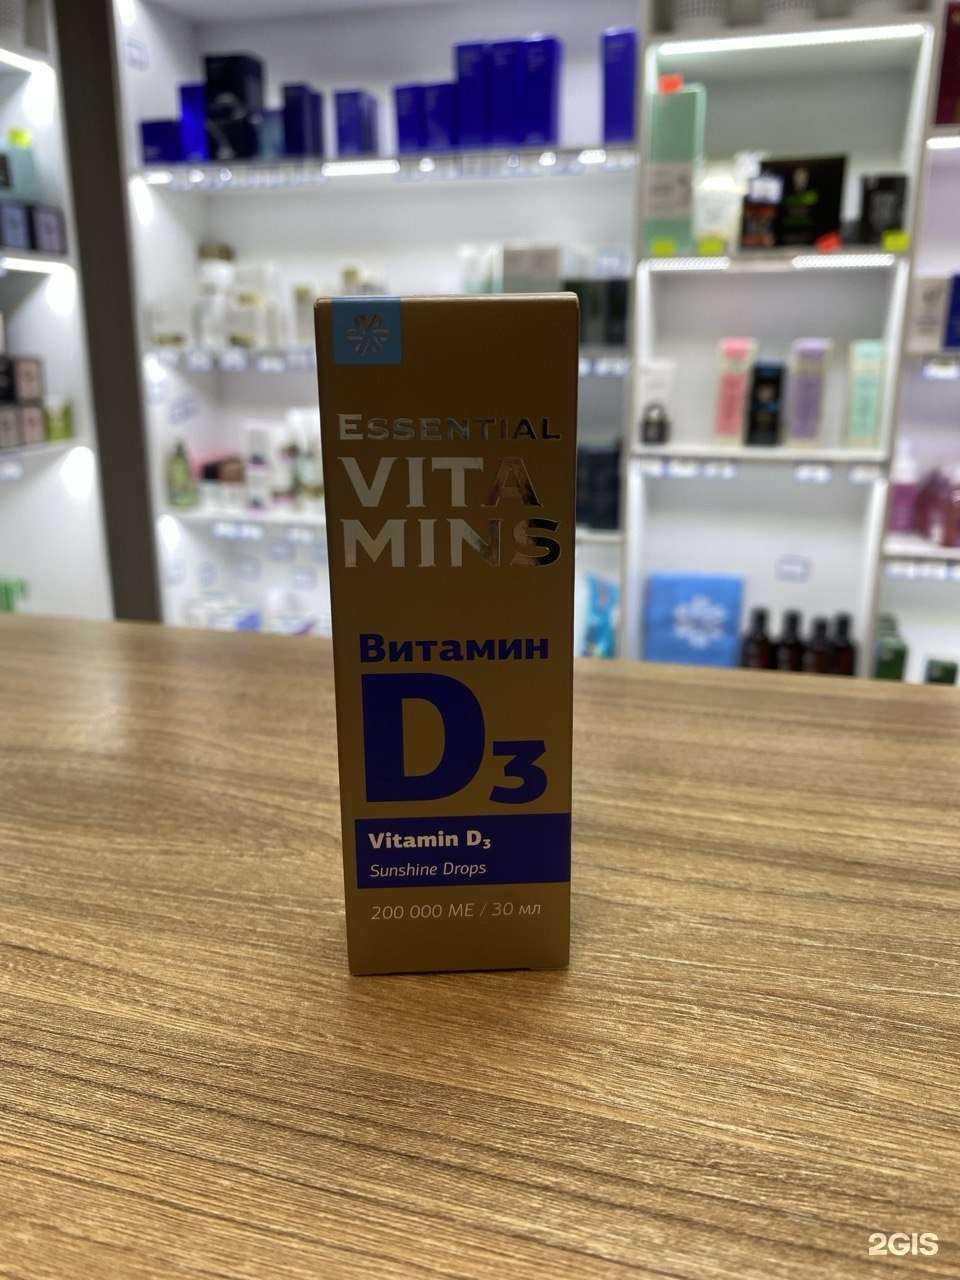 ESSENTIAL
VITA
MINS
Витамин
D₃
Vitamin D₃
Sunshine Drops
200 000 МЕ / 30 мл
2GIS